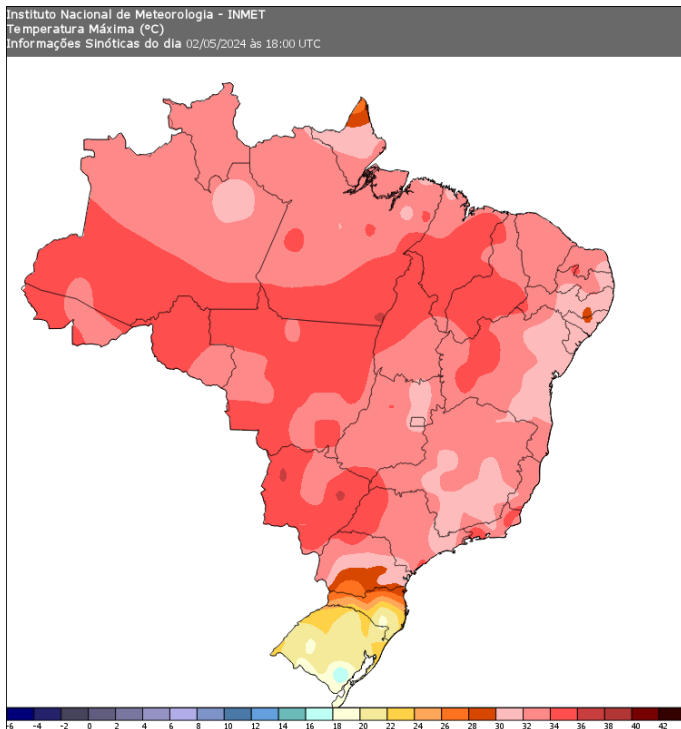 Instituto Nacional de Meteorologia - INMET
Temperatura Máxima (ºC)
Informações Sinóticas do dia 02/05/2024 às 18:00 UTC
-6 -4 -2 0 2 4 6 8 10 12 14 16 18 20 22 24 26 28 30 32 34 36 38 40 42